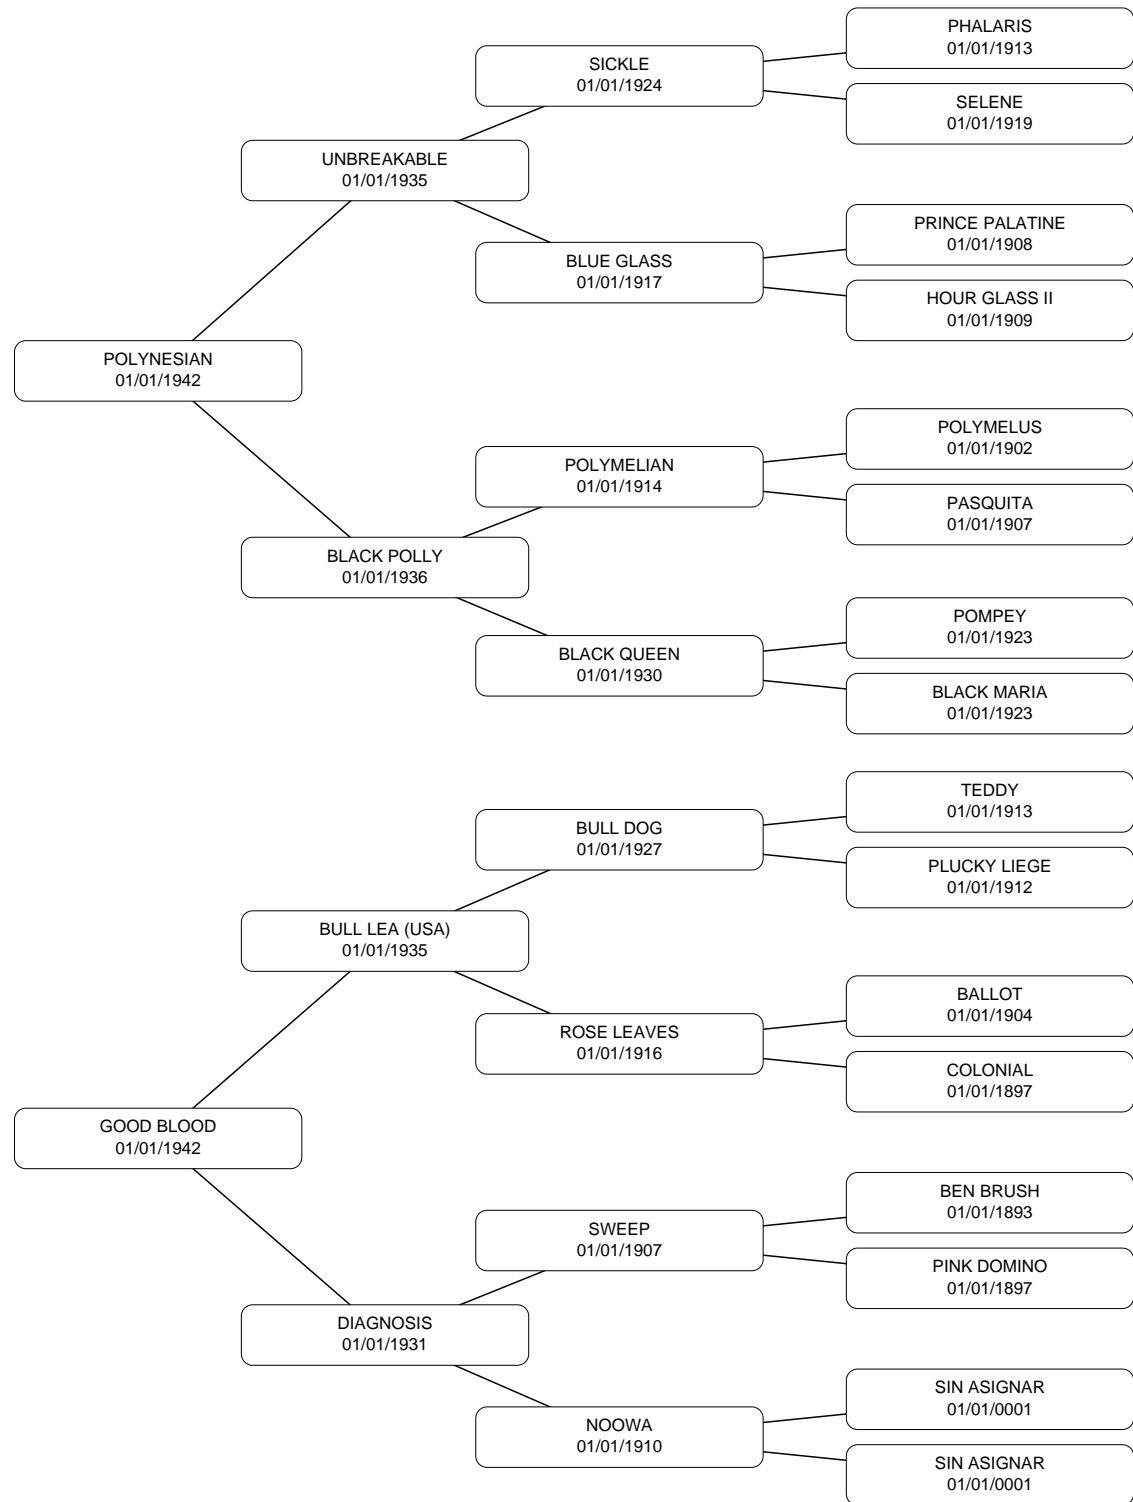 PHALARIS
01/01/1913
SICKLE
01/01/1924
SELENE
01/01/1919
UNBREAKABLE
01/01/1935
PRINCE PALATINE
01/01/1908
BLUE GLASS
01/01/1917
HOUR GLASS II
01/01/1909
POLYNESIAN
01/01/1942
POLYMELUS
01/01/1902
POLYMELIAN
01/01/1914
PASQUITA
01/01/1907
BLACK POLLY
01/01/1936
POMPEY
01/01/1923
BLACK QUEEN
01/01/1930
BLACK MARIA
01/01/1923
TEDDY
01/01/1913
BULL DOG
01/01/1927
PLUCKY LIEGE
01/01/1912
BULL LEA (USA)
01/01/1935
BALLOT
01/01/1904
ROSE LEAVES
01/01/1916
COLONIAL
01/01/1897
GOOD BLOOD
01/01/1942
BEN BRUSH
01/01/1893
SWEEP
01/01/1907
PINK DOMINO
01/01/1897
DIAGNOSIS
01/01/1931
SIN ASIGNAR
01/01/0001
NOOWA
01/01/1910
SIN ASIGNAR
01/01/0001